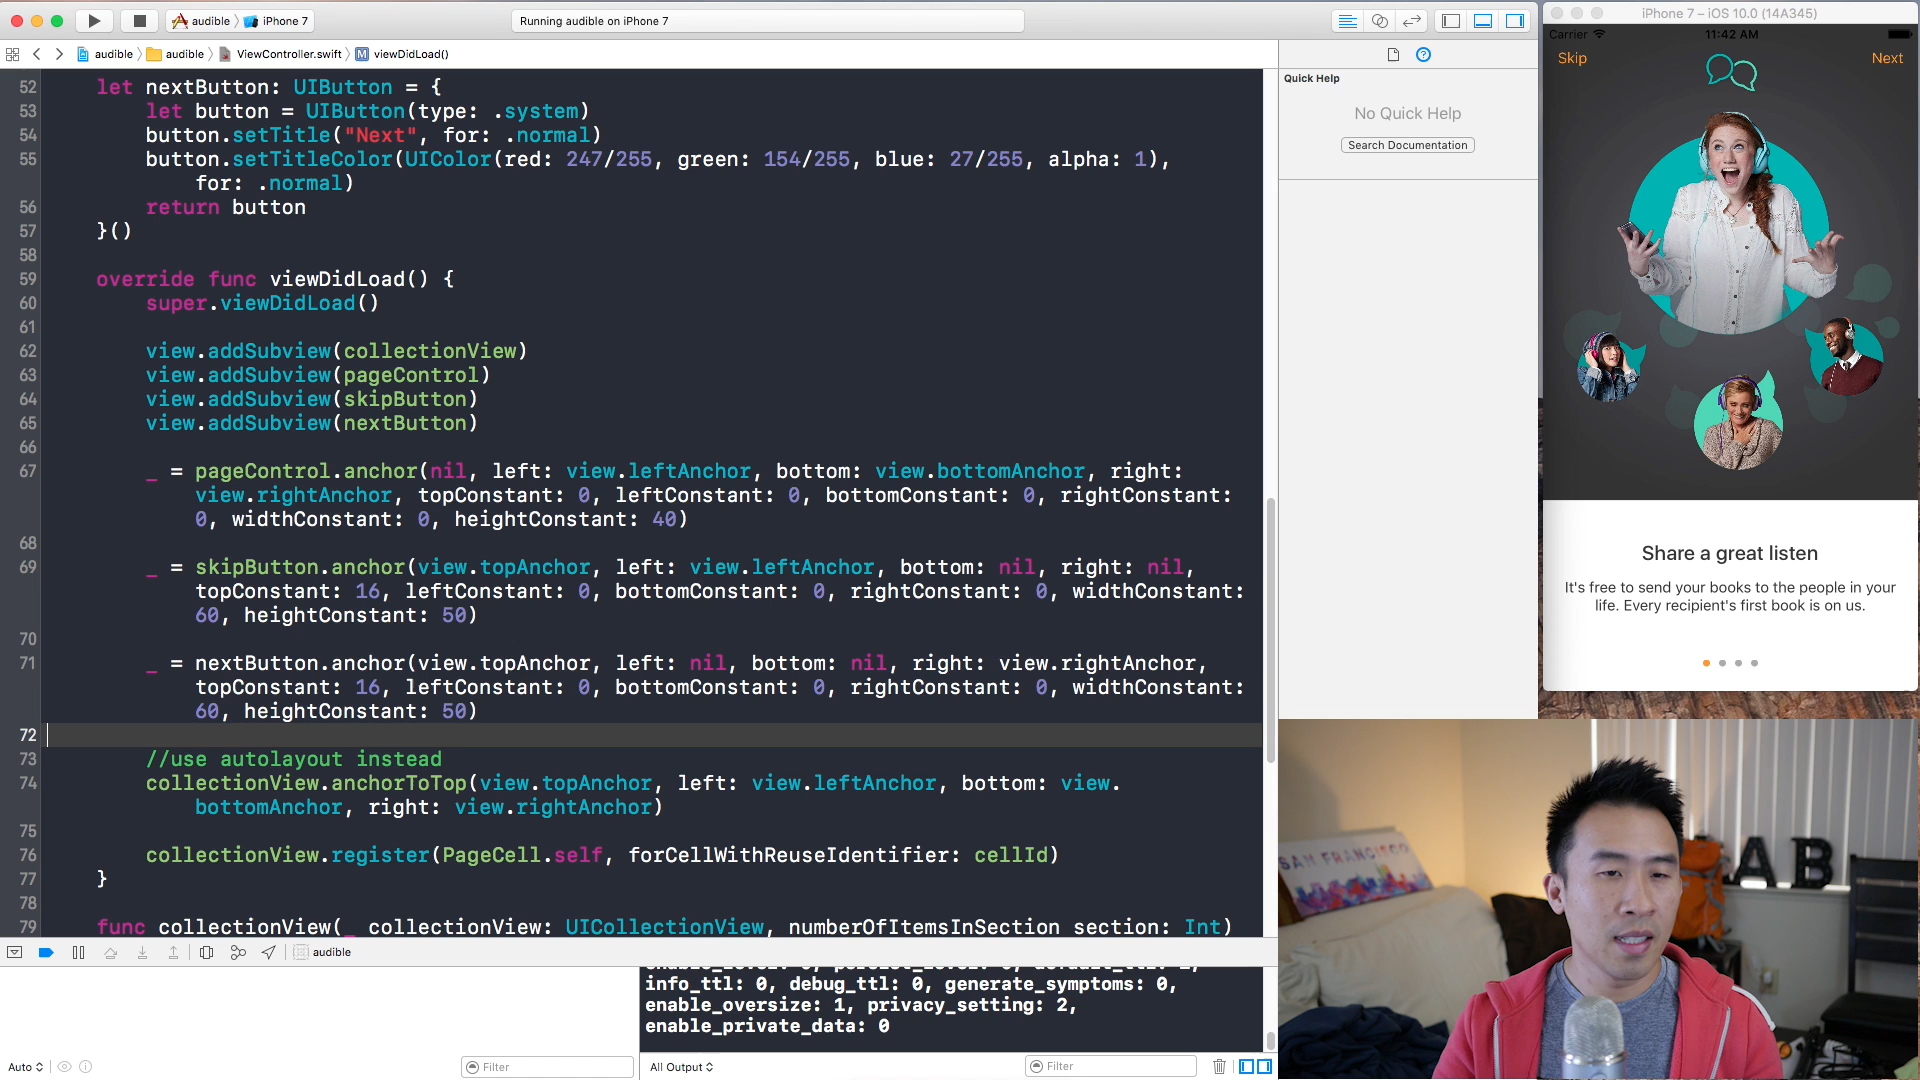 audible iPhone 7
Running audible on iPhone 7
audible audible ViewController.swift M viewDidLoad()
52 let nextButton: UIButton = {
53 let button = UIButton(type: .system)
54 button.setTitle("Next", for: .normal)
55 button.setTitleColor(UIColor(red: 247/255, green: 154/255, blue: 27/255, alpha: 1),
for: .normal)
56 return button
57 }()
58
59 override func viewDidLoad() {
60 super.viewDidLoad()
61
62 view.addSubview(collectionView)
63 view.addSubview(pageControl)
64 view.addSubview(skipButton)
65 view.addSubview(nextButton)
66
67 _ = pageControl.anchor(nil, left: view.leftAnchor, bottom: view.bottomAnchor, right:
view.rightAnchor, topConstant: 0, leftConstant: 0, bottomConstant: 0, rightConstant:
0, widthConstant: 0, heightConstant: 40)
68
69 _ = skipButton.anchor(view.topAnchor, left: view.leftAnchor, bottom: nil, right: nil,
topConstant: 16, leftConstant: 0, bottomConstant: 0, rightConstant: 0, widthConstant:
60, heightConstant: 50)
70
71 _ = nextButton.anchor(view.topAnchor, left: nil, bottom: nil, right: view.rightAnchor,
topConstant: 16, leftConstant: 0, bottomConstant: 0, rightConstant: 0, widthConstant:
60, heightConstant: 50)
72
73 //use autolayout instead
74 collectionView.anchorToTop(view.topAnchor, left: view.leftAnchor, bottom: view.
bottomAnchor, right: view.rightAnchor)
75
76 collectionView.register(PageCell.self, forCellWithReuseIdentifier: cellId)
77 }
78
79 func collectionView(_ collectionView: UICollectionView, numberOfItemsInSection section: Int)
audible
info_ttl: 0, debug_ttl: 0, generate_symptoms: 0,
enable_oversize: 1, privacy_setting: 2,
enable_private_data: 0
Auto
Filter
All Output
Filter
Quick Help
No Quick Help
Search Documentation
iPhone 7 – iOS 10.0 (14A345)
Carrier 11:42 AM
Skip Next
Share a great listen
It's free to send your books to the people in your
life. Every recipient's first book is on us.
SAN FRANCISCO
A B